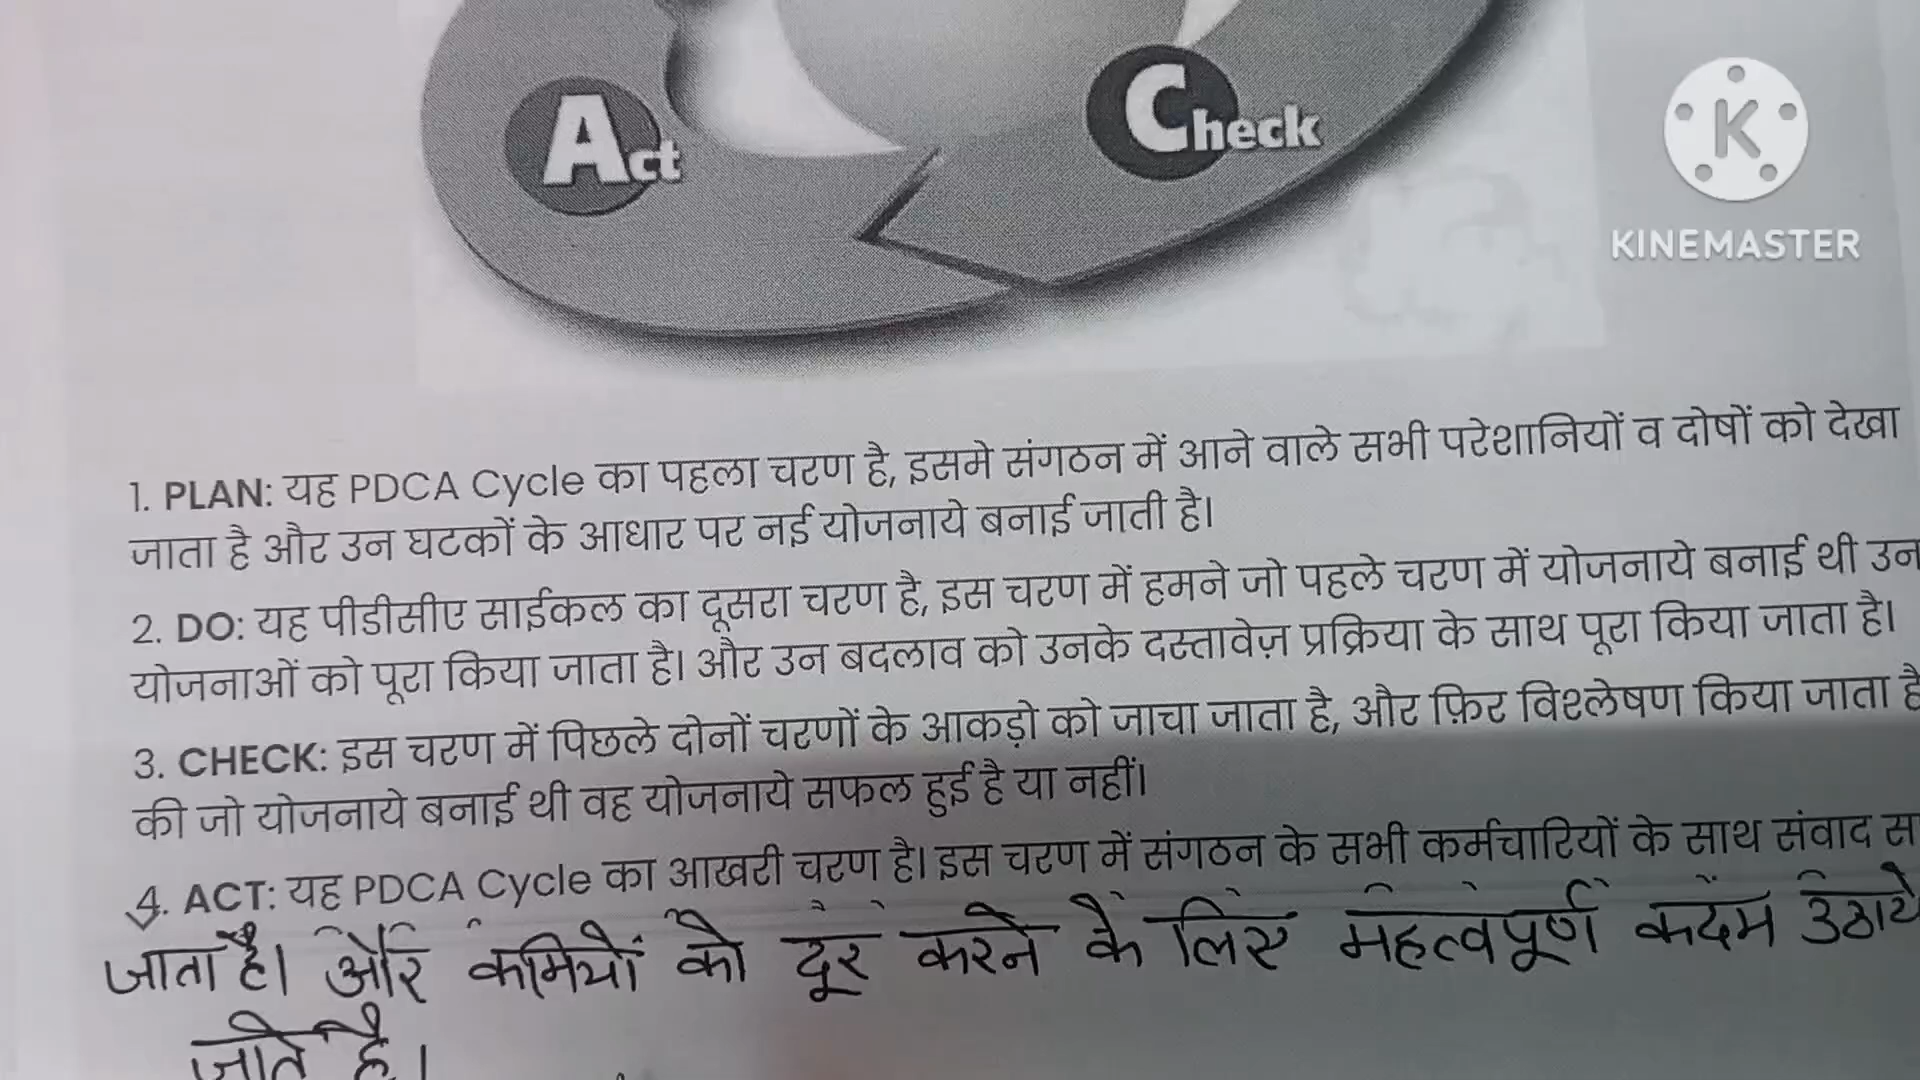 Act
Check
KINEMASTER
1. PLAN: यह PDCA Cycle का पहला चरण है, इसमे संगठन में आने वाले सभी परेशानियों व दोषों को देखा
जाता है और उन घटकों के आधार पर नई योजनाये बनाई जाती है।
2. DO: यह पीडीसीए साईकल का दूसरा चरण है, इस चरण में हमने जो पहले चरण में योजनाये बनाई थी उन
योजनाओं को पूरा किया जाता है। और उन बदलाव को उनके दस्तावेज़ प्रक्रिया के साथ पूरा किया जाता है।
3. CHECK: इस चरण में पिछले दोनों चरणों के आकड़ो को जाचा जाता है, और फ़िर विश्लेषण किया जाता है
की जो योजनाये बनाई थी वह योजनाये सफल हुई है या नहीं।
4. ACT: यह PDCA Cycle का आखरी चरण है। इस चरण में संगठन के सभी कर्मचारियों के साथ संवाद
जाता है। और कमियों को दूर करने के लिए महत्वपूर्ण कदम उठाये
जाते है।